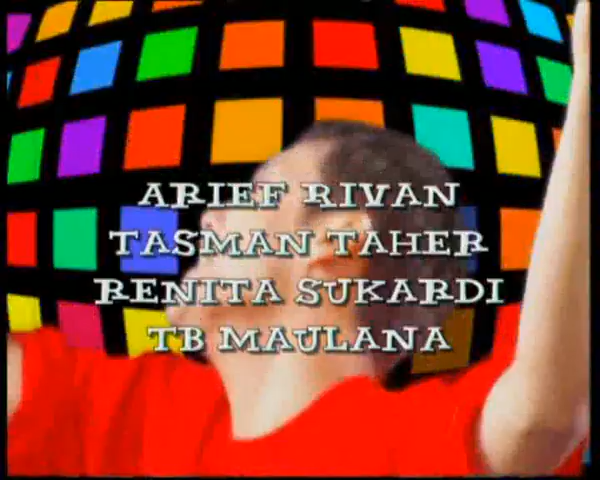 ARIEF RIVAN
TASMAN TAHER
RENITA SUKARDI
TB MAULANA